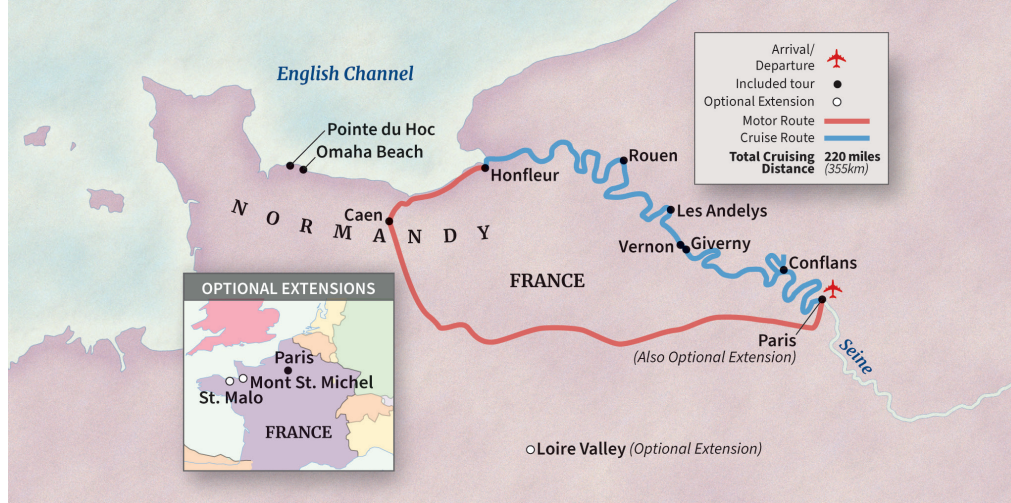 English Channel
Pointe du Hoc
Omaha Beach
Honfleur
Rouen
Les Andelys
Vernon
Giverny
Conflans
Caen
NORMANDY
FRANCE
Paris
(Also Optional Extension)
Seine
Loire Valley (Optional Extension)
Arrival/
Departure
Included tour
Optional Extension
Motor Route
Cruise Route
Total Cruising 220 miles
Distance (355km)
OPTIONAL EXTENSIONS
Paris
Mont St. Michel
St. Malo
FRANCE